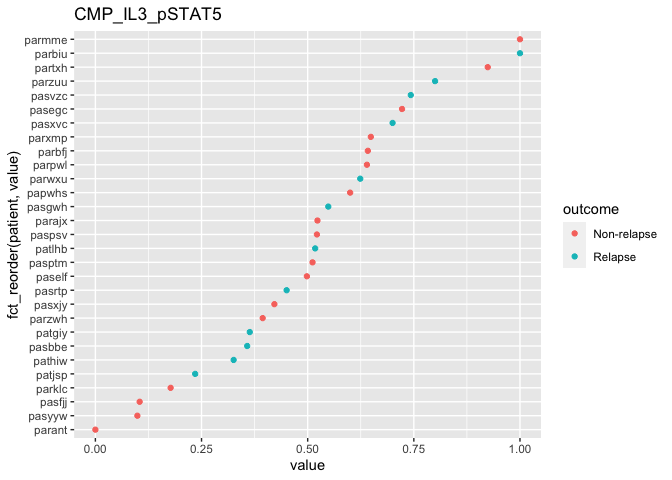 CMP_IL3_pSTAT5
fct_reorder(patient, value)
parmme
parbiu
partxh
parzuu
pasvzc
pasegc
pasxvc
parxmp
parbfj
parpwl
parwxu
papwhs
pasgwh
parajx
paspsv
patlhb
pasptm
paself
pasrtp
pasxjy
parzwh
patgiy
pasbbe
pathiw
patjsp
parklc
pasfjj
pasyyw
parant
0.00 0.25 0.50 0.75 1.00
value
outcome
Non-relapse
Relapse